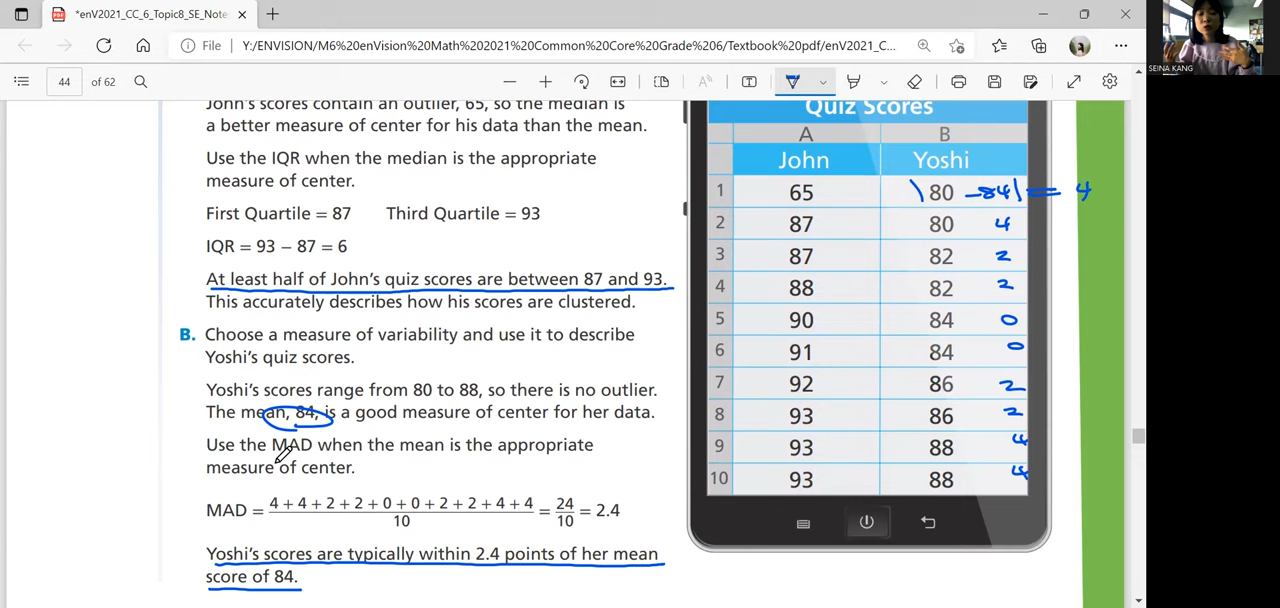 *enV2021_CC_6_Topic8_SE_Note
File
Y:/ENVISION/M6%20enVision%20Math%202021%20Common%20Core%20Grade%206/Textbook%20pdf/enV2021_C...
SEINA KANG
44
of 62
John's scores contain an outlier, 65, so the median is
a better measure of center for his data than the mean.
Use the IQR when the median is the appropriate
measure of center.
First Quartile = 87 Third Quartile = 93
IQR = 93 − 87 = 6
At least half of John's quiz scores are between 87 and 93.
This accurately describes how his scores are clustered.
B. Choose a measure of variability and use it to describe
Yoshi's quiz scores.
Yoshi's scores range from 80 to 88, so there is no outlier.
The mean, 84, is a good measure of center for her data.
Use the MAD when the mean is the appropriate
measure of center.
MAD = 4 + 4 + 2 + 2 + 0 + 0 + 2 + 2 + 4 + 4 / 10 = 24 / 10 = 2.4
Yoshi's scores are typically within 2.4 points of her mean
score of 84.
Quiz Scores
A B
John Yoshi
1 65 |80 −84| = 4
2 87 80 4
3 87 82 2
4 88 82 2
5 90 84 0
6 91 84 0
7 92 86 2
8 93 86 2
9 93 88 4
10 93 88 4